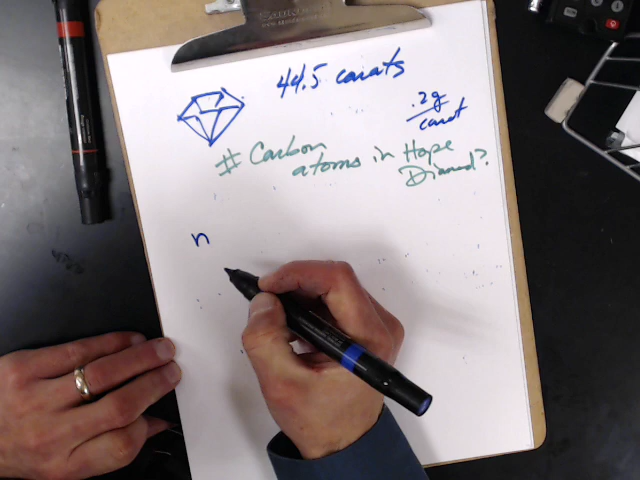 44.5 carats
.2g
carat
# Carbon
atoms in Hope
Diamond?
n